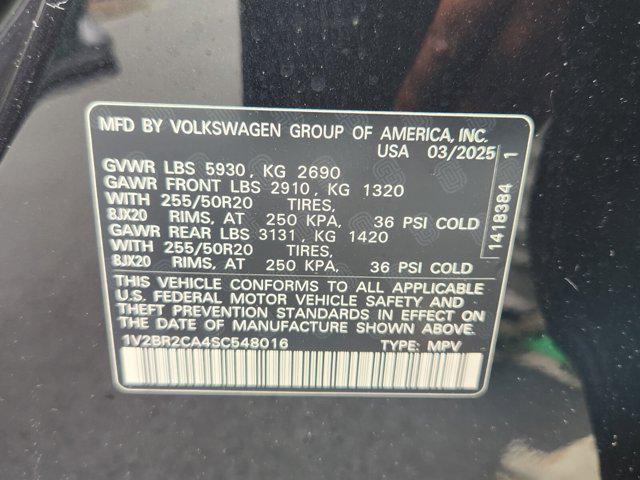 MFD BY VOLKSWAGEN GROUP OF AMERICA, INC.
USA 03/2025
GVWR LBS 5930, KG 2690
GAWR FRONT LBS 2910, KG 1320
WITH 255/50R20 TIRES,
8JX20 RIMS, AT 250 KPA, 36 PSI COLD
GAWR REAR LBS 3131, KG 1420
WITH 255/50R20 TIRES,
8JX20 RIMS, AT 250 KPA, 36 PSI COLD
THIS VEHICLE CONFORMS TO ALL APPLICABLE
U.S. FEDERAL MOTOR VEHICLE SAFETY AND
THEFT PREVENTION STANDARDS IN EFFECT ON
THE DATE OF MANUFACTURE SHOWN ABOVE
1V2BR2CA4SC548016 TYPE: MPV
1418384 1